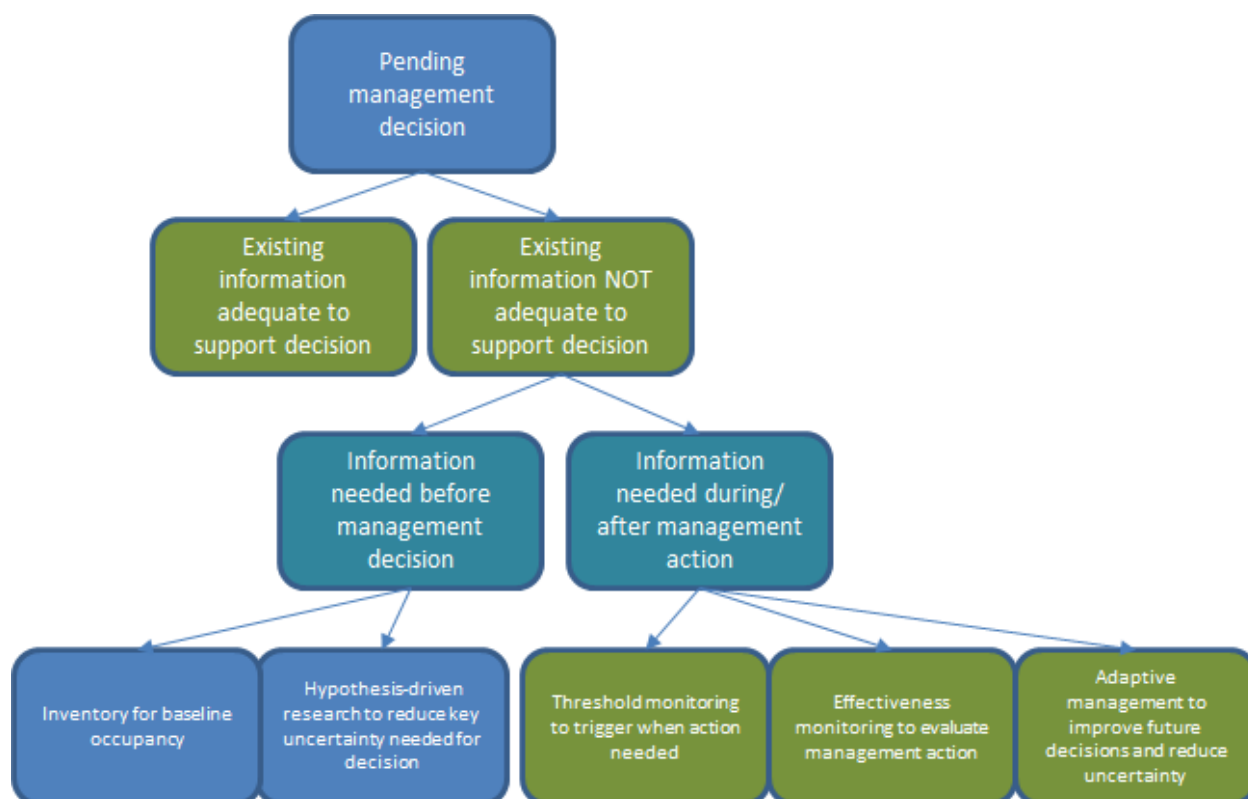 Pending
management
decision
Existing
information
adequate to
support decision
Existing
information NOT
adequate to
support decision
Information
needed before
management
decision
Information
needed during/
after management
action
Inventory for baseline
occupancy
Hypothesis-driven
research to reduce key
uncertainty needed for
decision
Threshold monitoring
to trigger when action
needed
Effectiveness
monitoring to evaluate
management action
Adaptive
management to
improve future
decisions and reduce
uncertainty